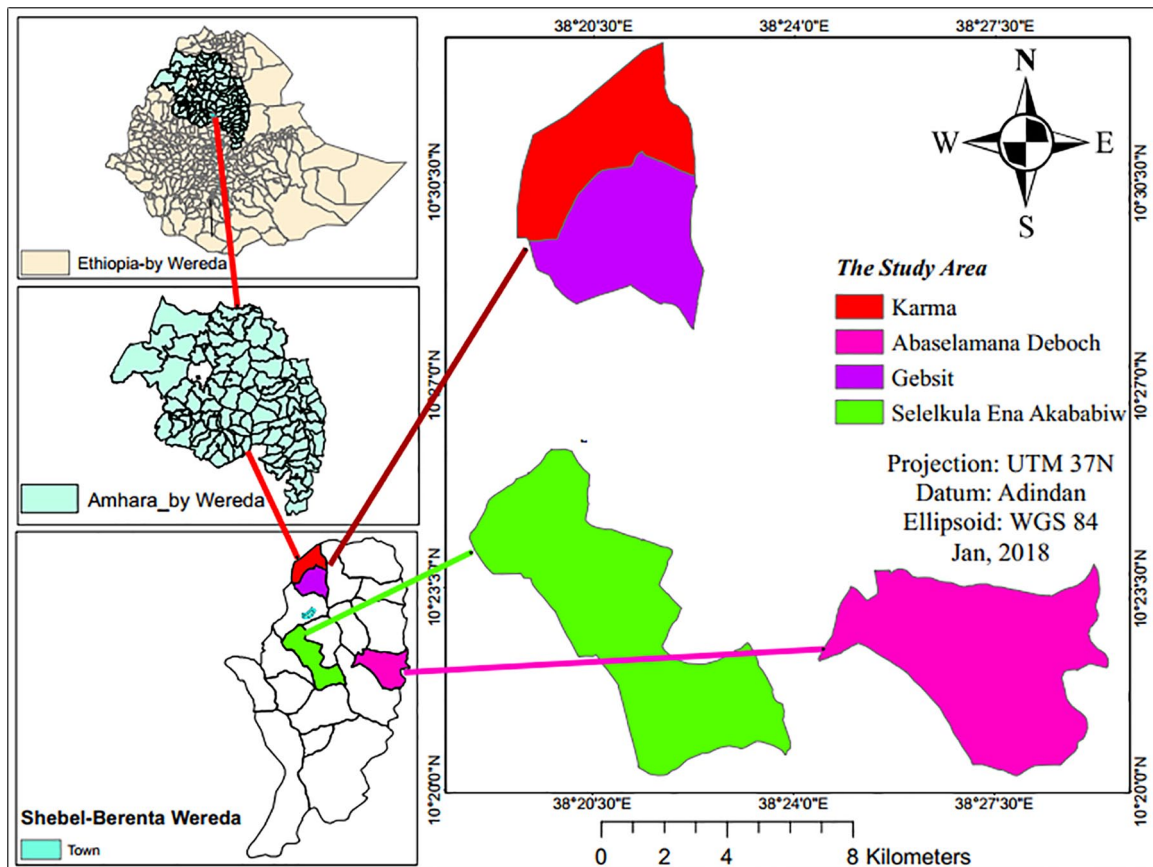 Ethiopia-by Wereda
Amhara_by Wereda
Shebel-Berenta Wereda
Town
38°20'30"E 38°24'0"E 38°27'30"E
10°30'30"N 10°30'30"N
10°27'0"N 10°27'0"N
10°23'30"N 10°23'30"N
10°20'0"N 10°20'0"N
N
W E
S
The Study Area
Karma
Abaselamana Deboch
Gebsit
Selelkula Ena Akababiw
Projection: UTM 37N
Datum: Adindan
Ellipsoid: WGS 84
Jan, 2018
38°20'30"E 38°24'0"E 38°27'30"E
0 2 4 8 Kilometers